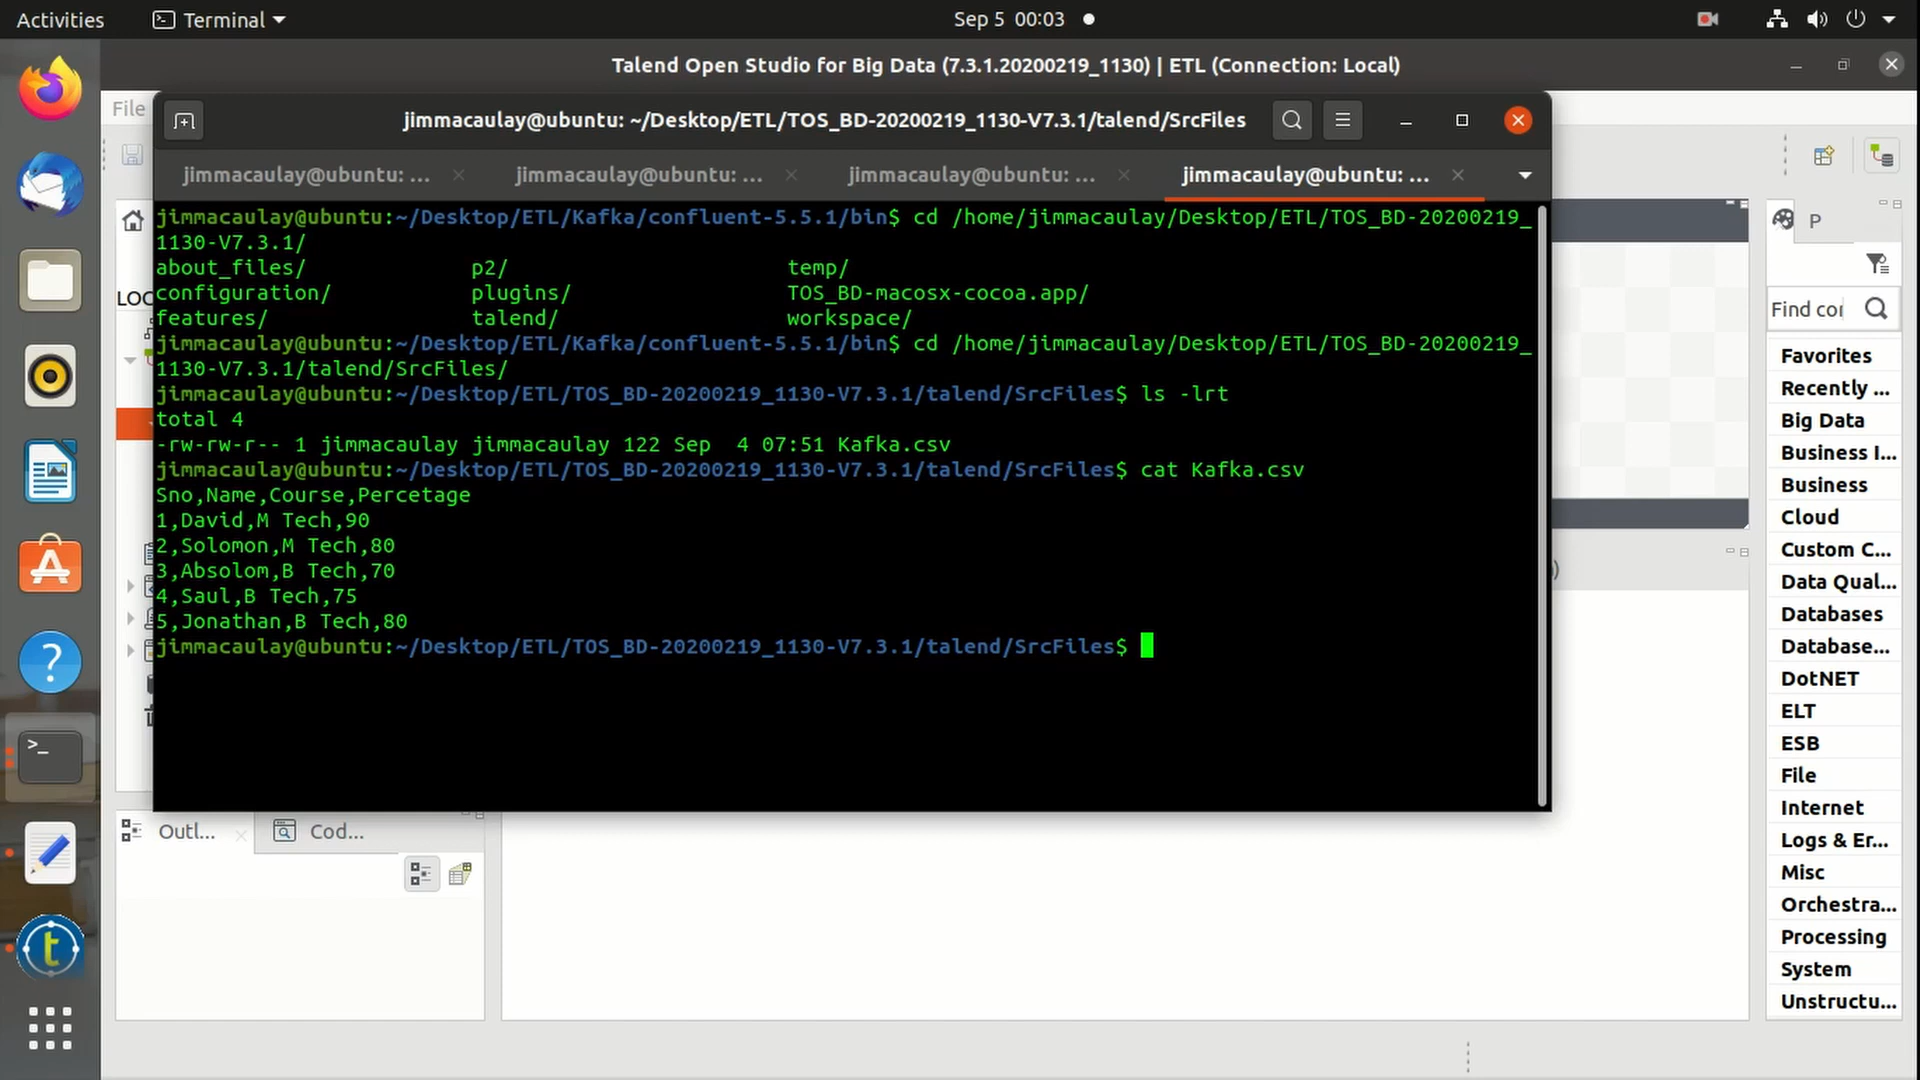 Activities
Terminal
Sep 5 00:03
Talend Open Studio for Big Data (7.3.1.20200219_1130) | ETL (Connection: Local)
File
jimmacaulay@ubuntu: ~/Desktop/ETL/TOS_BD-20200219_1130-V7.3.1/talend/SrcFiles
jimmacaulay@ubuntu: ...
jimmacaulay@ubuntu: ...
jimmacaulay@ubuntu: ...
jimmacaulay@ubuntu: ...
jimmacaulay@ubuntu:~/Desktop/ETL/Kafka/confluent-5.5.1/bin$ cd /home/jimmacaulay/Desktop/ETL/TOS_BD-20200219_
1130-V7.3.1/
about_files/ p2/ temp/
configuration/ plugins/ TOS_BD-macosx-cocoa.app/
features/ talend/ workspace/
jimmacaulay@ubuntu:~/Desktop/ETL/Kafka/confluent-5.5.1/bin$ cd /home/jimmacaulay/Desktop/ETL/TOS_BD-20200219_
1130-V7.3.1/talend/SrcFiles/
jimmacaulay@ubuntu:~/Desktop/ETL/TOS_BD-20200219_1130-V7.3.1/talend/SrcFiles$ ls -lrt
total 4
-rw-rw-r-- 1 jimmacaulay jimmacaulay 122 Sep  4 07:51 Kafka.csv
jimmacaulay@ubuntu:~/Desktop/ETL/TOS_BD-20200219_1130-V7.3.1/talend/SrcFiles$ cat Kafka.csv
Sno,Name,Course,Percetage
1,David,M Tech,90
2,Solomon,M Tech,80
3,Absolom,B Tech,70
4,Saul,B Tech,75
5,Jonathan,B Tech,80
jimmacaulay@ubuntu:~/Desktop/ETL/TOS_BD-20200219_1130-V7.3.1/talend/SrcFiles$
LOC
P
Find cor
Favorites
Recently ...
Big Data
Business I...
Business
Cloud
Custom C...
Data Qual...
Databases
Database...
DotNET
ELT
ESB
File
Internet
Logs & Er...
Misc
Orchestra...
Processing
System
Unstructu...
Outl...
Cod...